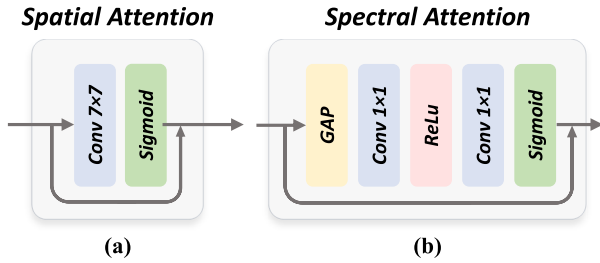 Spatial Attention
Spectral Attention
Conv 7×7
Sigmoid
GAP
Conv 1×1
ReLu
Conv 1×1
Sigmoid
(a)
(b)